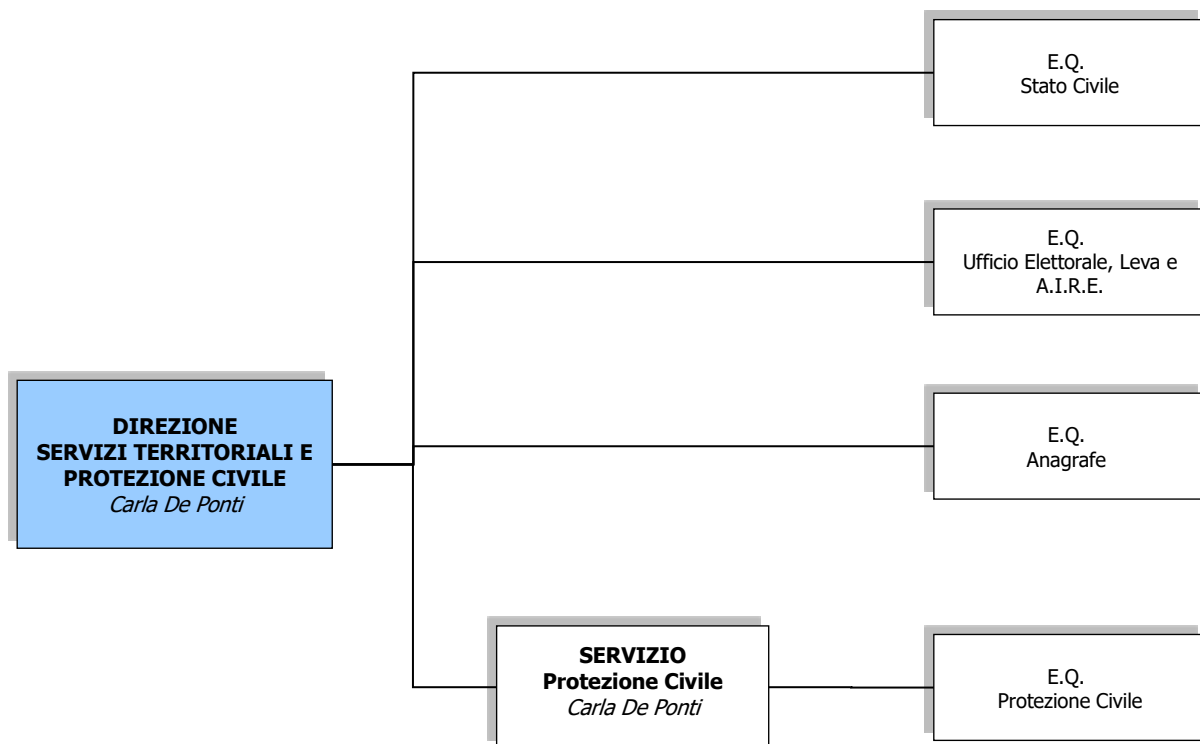 E.Q.
Stato Civile
E.Q.
Ufficio Elettorale, Leva e
A.I.R.E.
DIREZIONE
SERVIZI TERRITORIALI E
PROTEZIONE CIVILE
Carla De Ponti
E.Q.
Anagrafe
SERVIZIO
Protezione Civile
Carla De Ponti
E.Q.
Protezione Civile